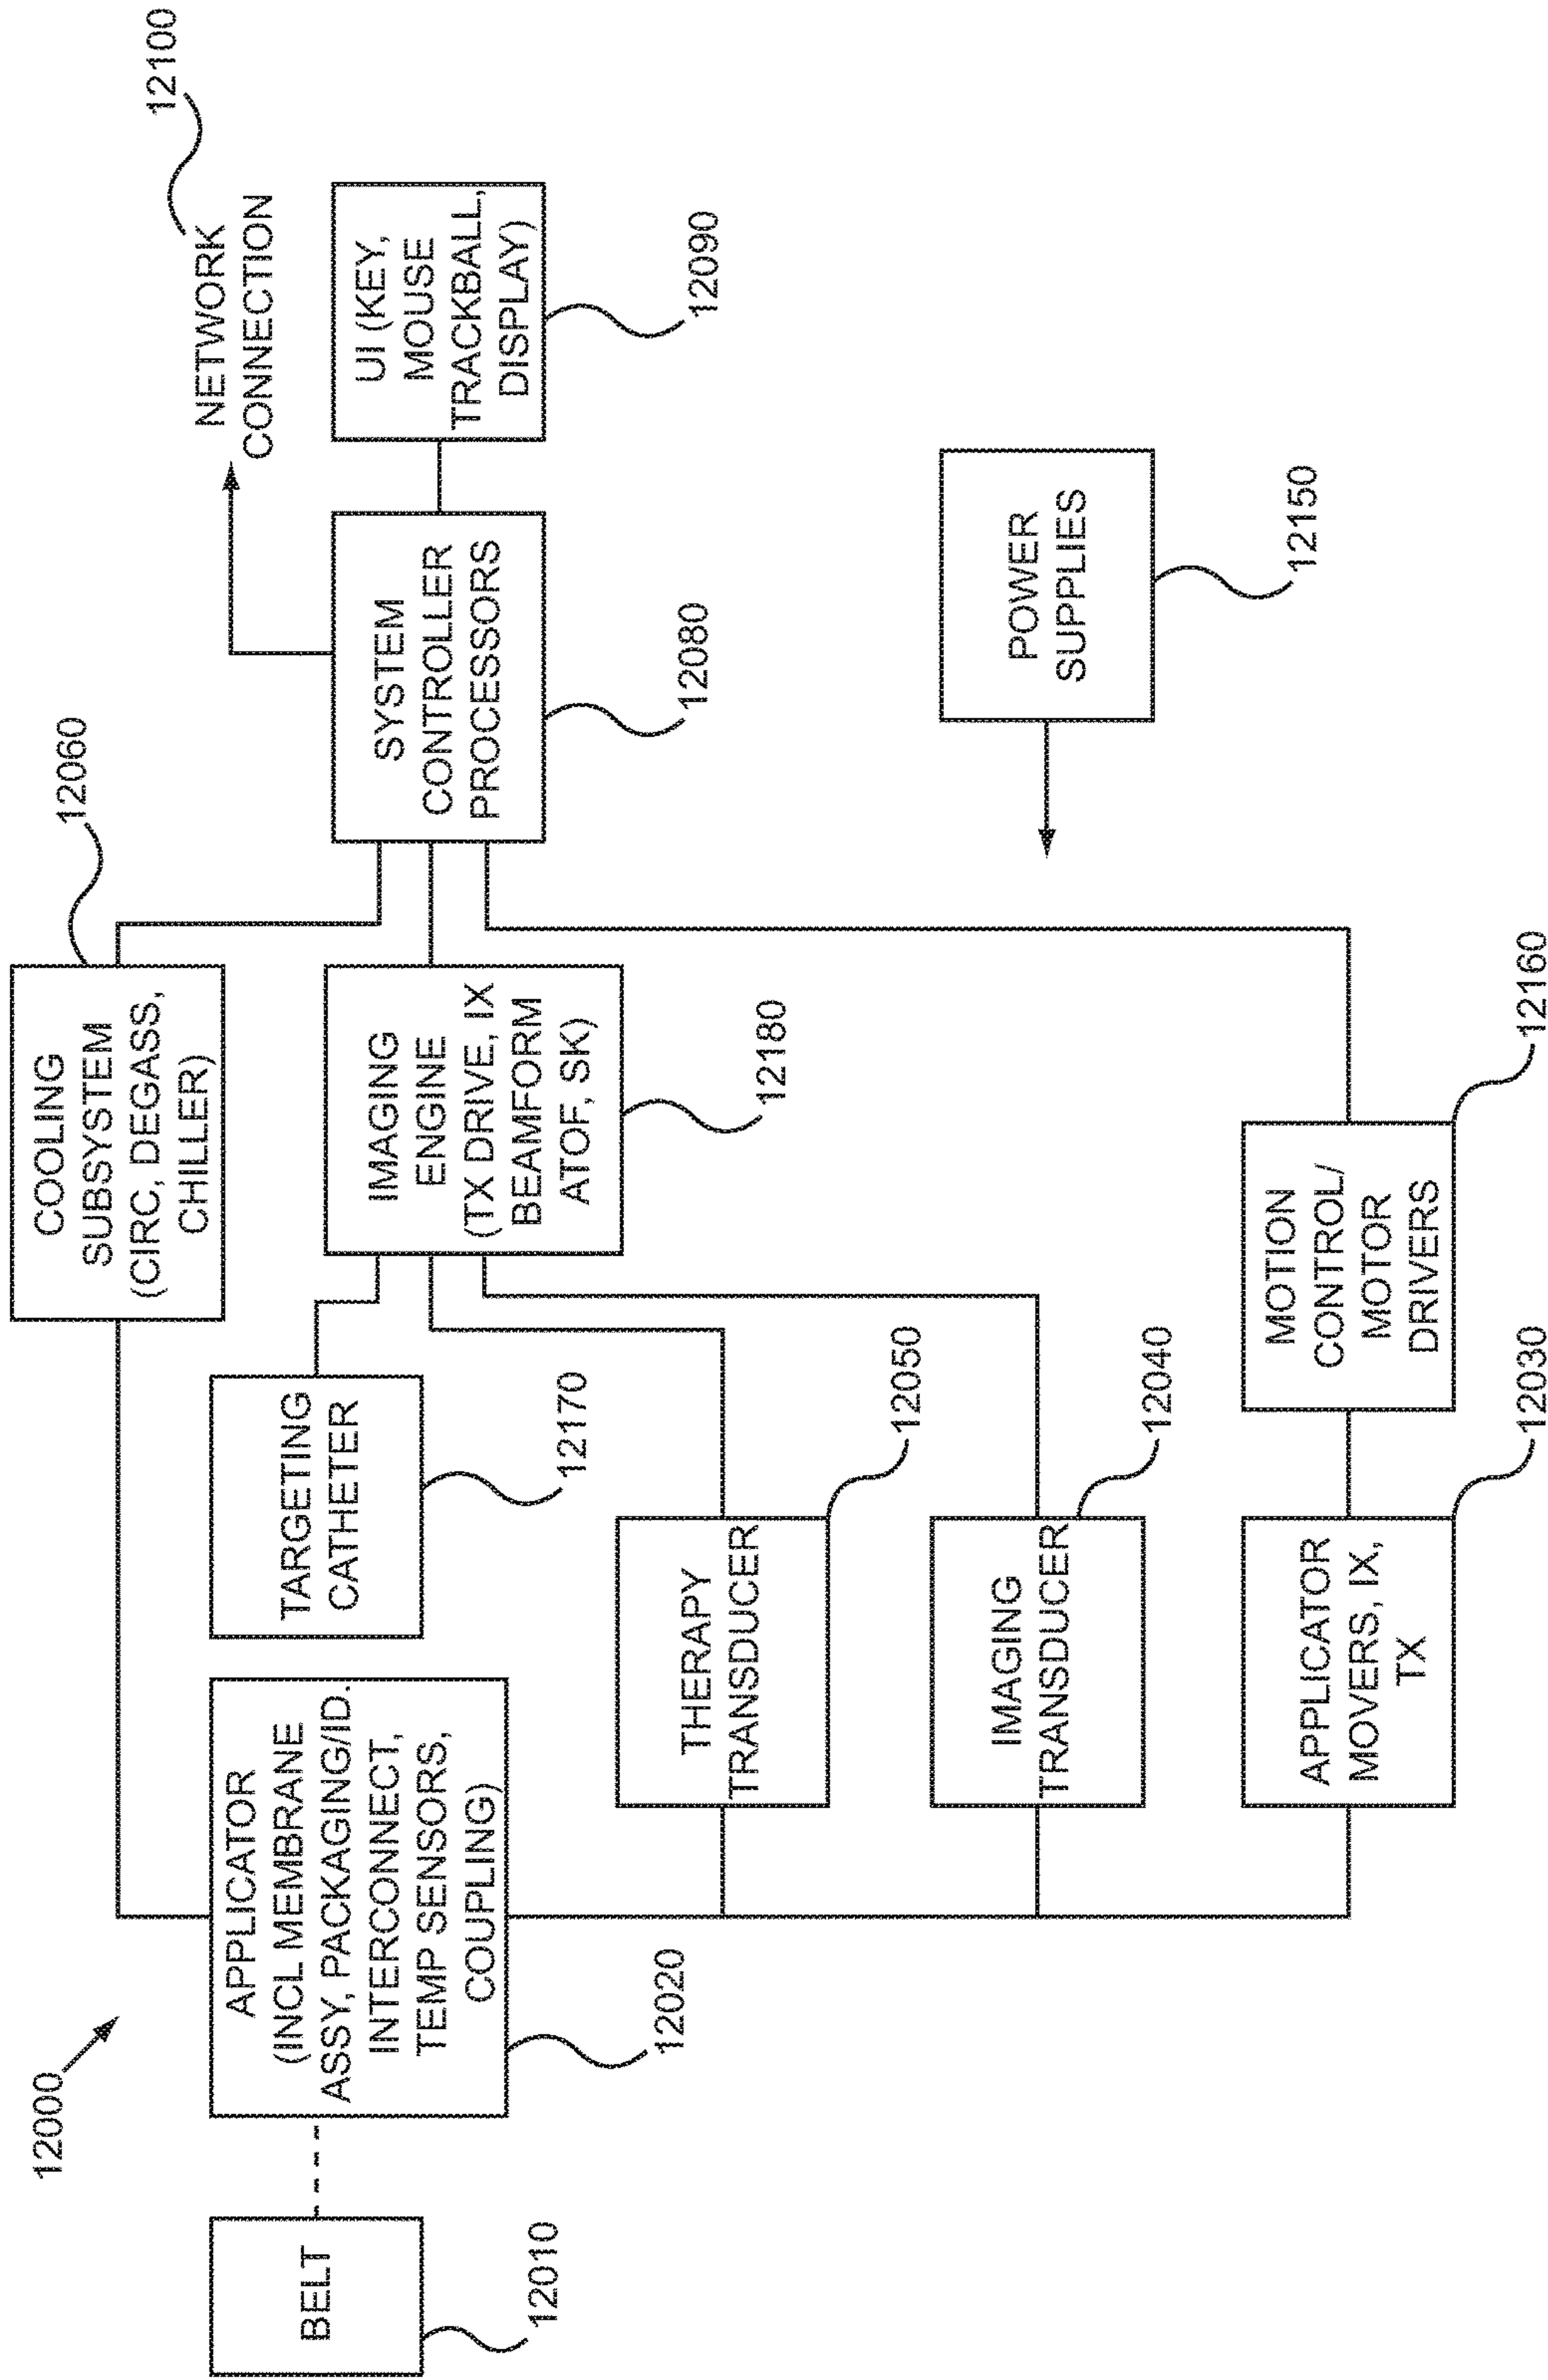 12000
BELT
12010
APPLICATOR
(INCL MEMBRANE
ASSY, PACKAGING/ID.
INTERCONNECT,
TEMP SENSORS,
COUPLING)
12020
TARGETING
CATHETER
12170
THERAPY
TRANSDUCER
12050
IMAGING
TRANSDUCER
12040
APPLICATOR
MOVERS, IX,
TX
12030
COOLING
SUBSYSTEM
(CIRC, DEGASS,
CHILLER)
12060
IMAGING
ENGINE
(TX DRIVE, IX
BEAMFORM
ATOF, SK)
12180
MOTION
CONTROL/
MOTOR
DRIVERS
12160
SYSTEM
CONTROLLER
PROCESSORS
12080
NETWORK
CONNECTION
12100
UI (KEY,
MOUSE
TRACKBALL,
DISPLAY)
12090
POWER
SUPPLIES
12150